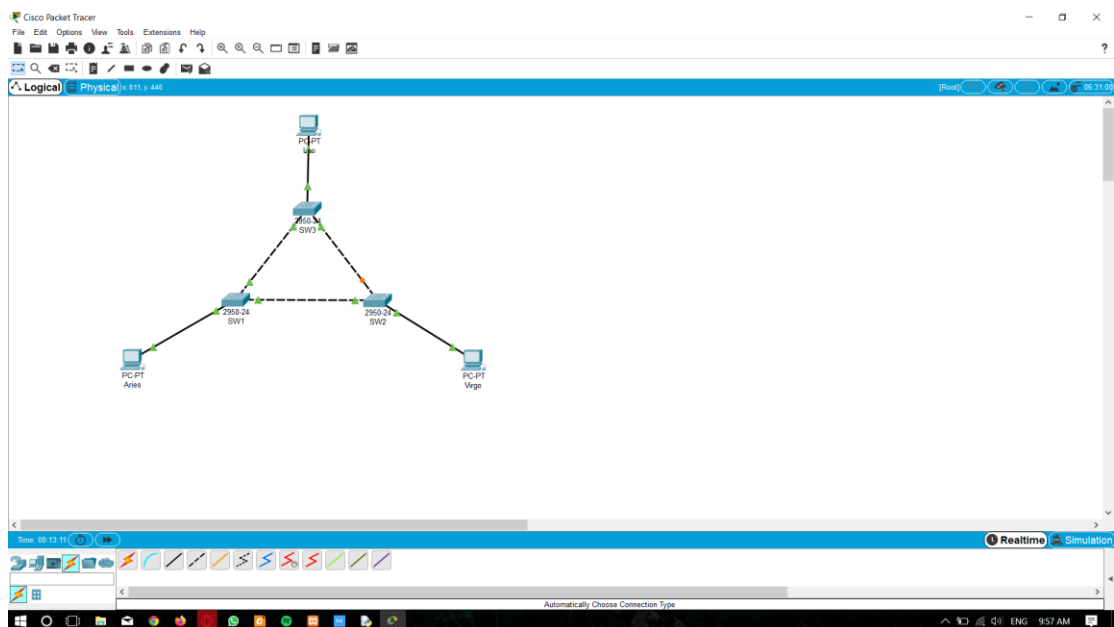 Cisco Packet Tracer
File Edit Options View Tools Extensions Help
?
Logical Physical x: 611, y: 446 [Root] 06:31:00
PC-PT
Leo
2950-24
SW3
2950-24
SW1
2950-24
SW2
PC-PT
Aries
PC-PT
Virgo
Time: 00:13:11 Realtime Simulation
Automatically Choose Connection Type
ENG 9:57 AM